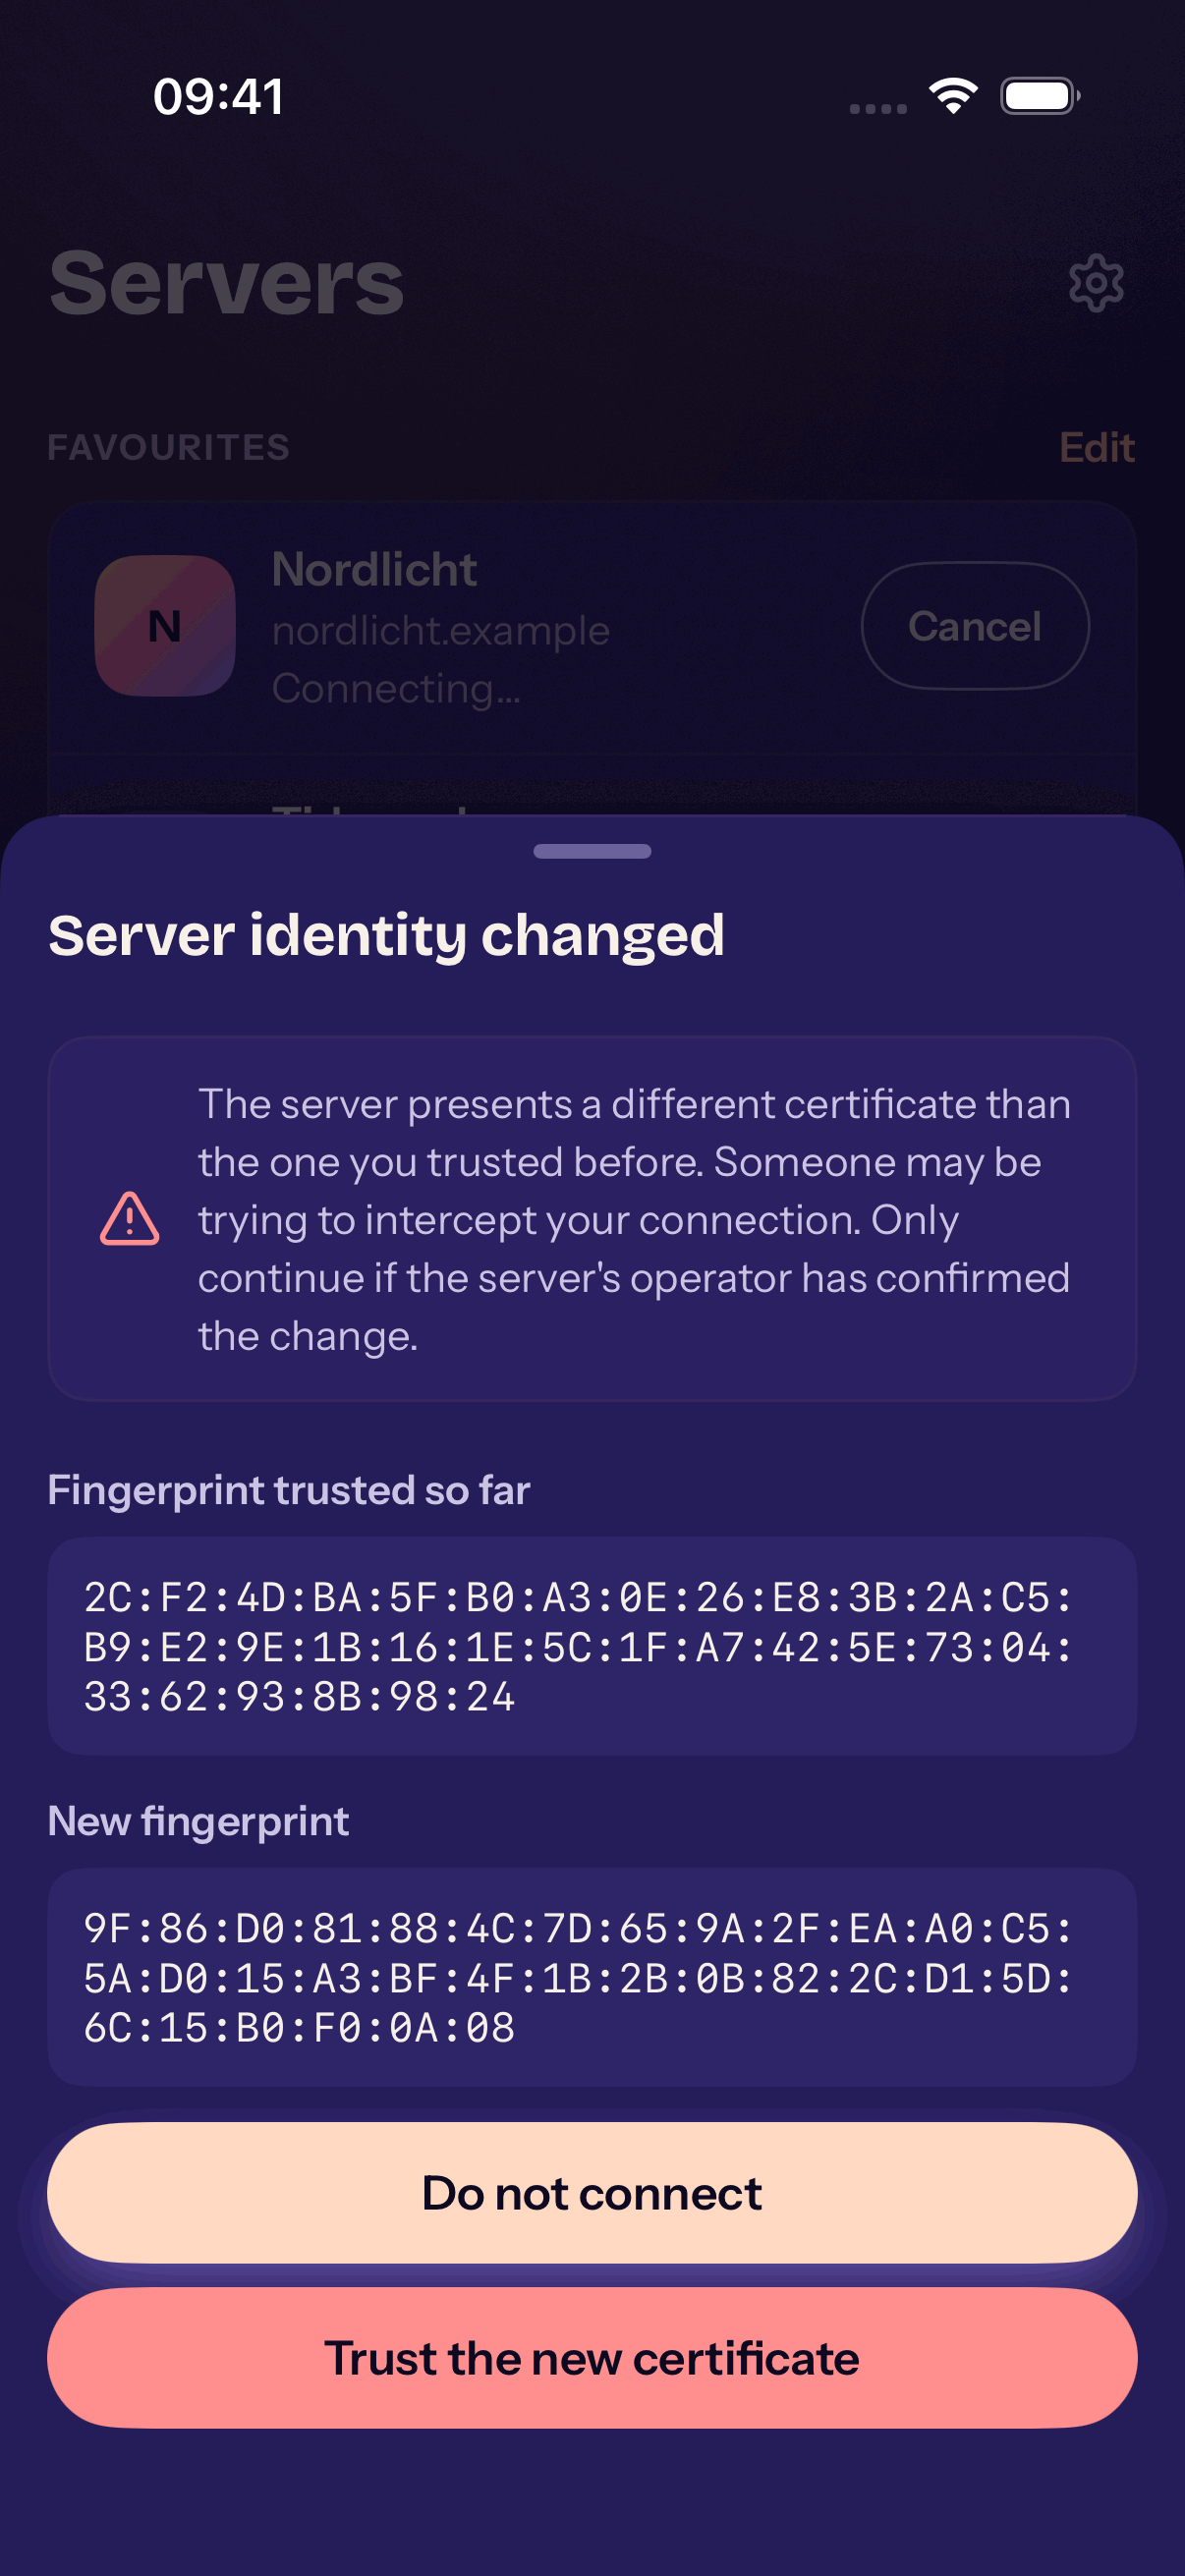 09:41
Servers
FAVOURITES
Edit
N
Nordlicht
nordlicht.example
Connecting...
Cancel
Server identity changed
The server presents a different certificate than
the one you trusted before. Someone may be
trying to intercept your connection. Only
continue if the server's operator has confirmed
the change.
Fingerprint trusted so far
2C:F2:4D:BA:5F:B0:A3:0E:26:E8:3B:2A:C5:
B9:E2:9E:1B:16:1E:5C:1F:A7:42:5E:73:04:
33:62:93:8B:98:24
New fingerprint
9F:86:D0:81:88:4C:7D:65:9A:2F:EA:A0:C5:
5A:D0:15:A3:BF:4F:1B:2B:0B:82:2C:D1:5D:
6C:15:B0:F0:0A:08
Do not connect
Trust the new certificate